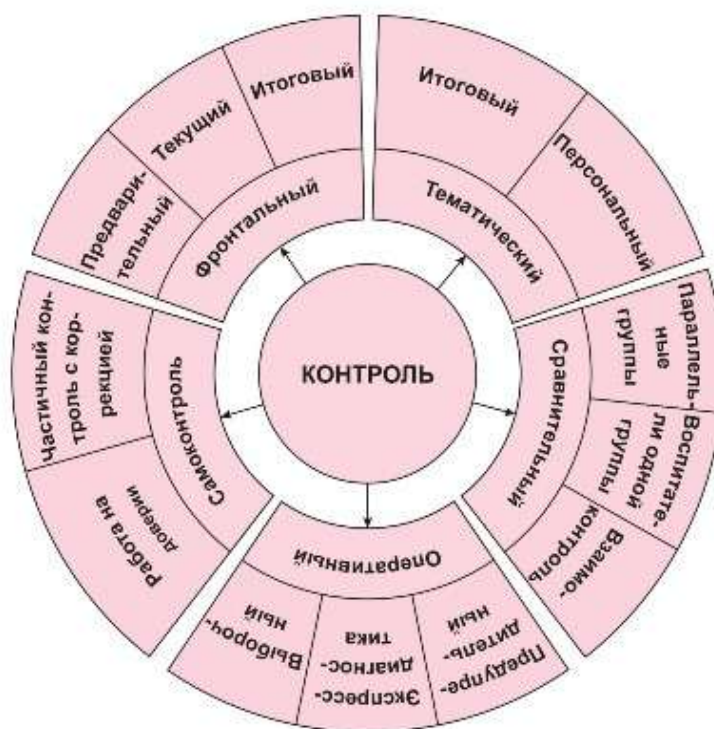 КОНТРОЛЬ
Фронтальный
Предвари-
тельный
Текущий
Итоговый
Тематический
Итоговый
Персональный
Сравнительный
Параллель-
ные
группы
Воспитате-
ли одной
группы
Взаимо-
контроль
Оперативный
Предупре-
дитель-
ный
Экспресс-
диагнос-
тика
Выбороч-
ный
Самоконтроль
Работа на
доверии
Частичный кон-
троль с кор-
рекцией